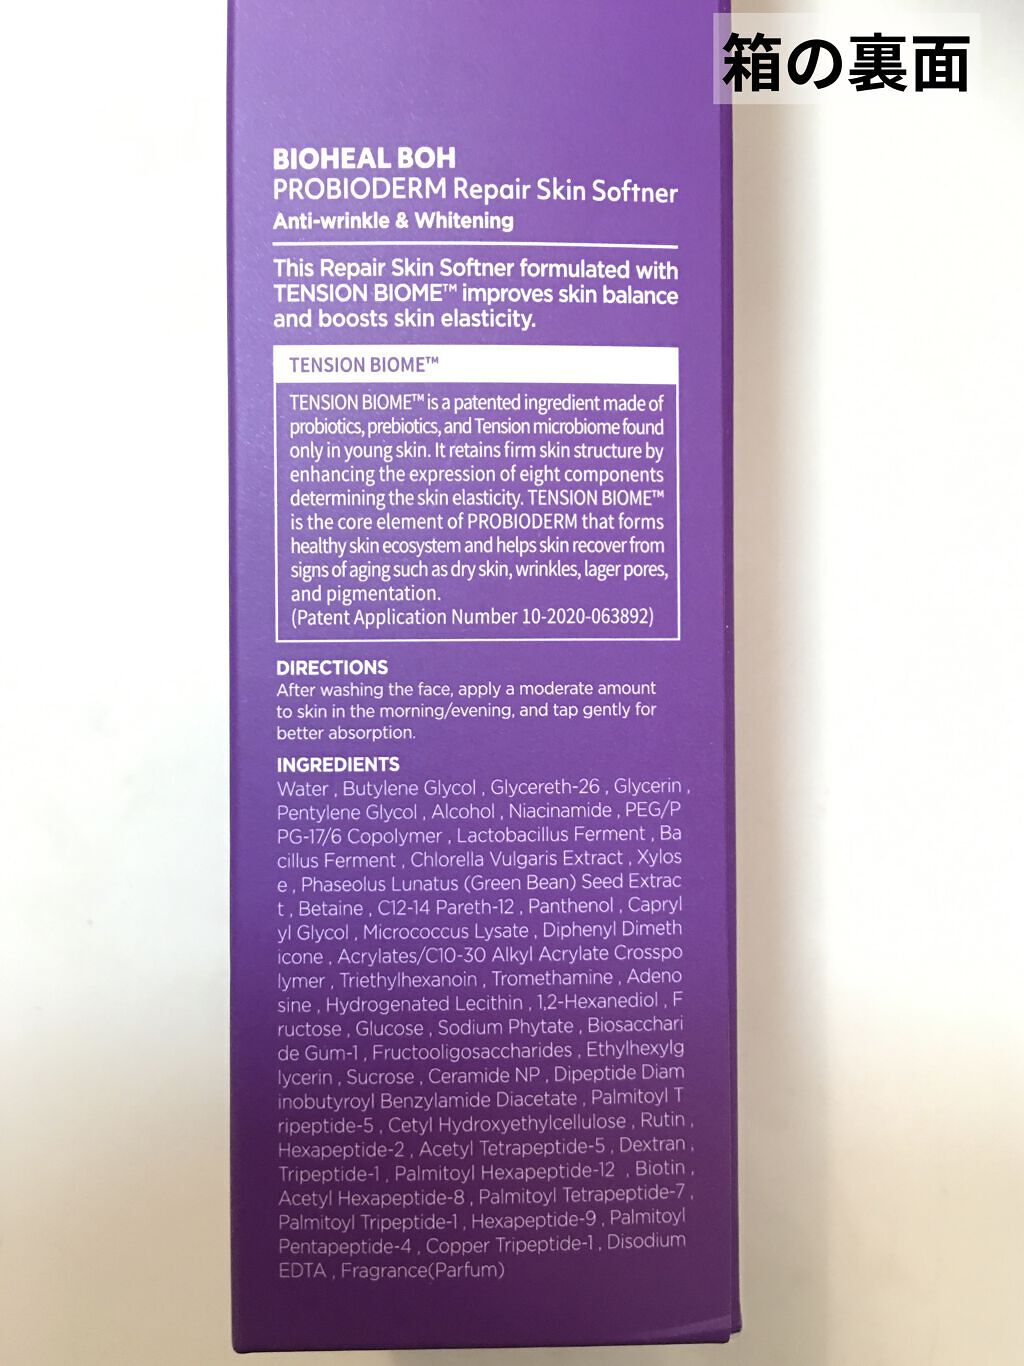 箱の裏面
BIOHEAL BOH
PROBIODERM Repair Skin Softner
Anti-wrinkle & Whitening
This Repair Skin Softner formulated with
TENSION BIOME™ improves skin balance
and boosts skin elasticity.
TENSION BIOME™
TENSION BIOME™ is a patented ingredient made of
probiotics, prebiotics, and Tension microbiome found
only in young skin. It retains firm skin structure by
enhancing the expression of eight components
determining the skin elasticity. TENSION BIOME™
is the core element of PROBIODERM that forms
healthy skin ecosystem and helps skin recover from
signs of aging such as dry skin, wrinkles, lager pores,
and pigmentation.
(Patent Application Number 10-2020-063892)
DIRECTIONS
After washing the face, apply a moderate amount
to skin in the morning/evening, and tap gently for
better absorption.
INGREDIENTS
Water , Butylene Glycol , Glycereth-26 , Glycerin ,
Pentylene Glycol , Alcohol , Niacinamide , PEG/P
PG-17/6 Copolymer , Lactobacillus Ferment , Ba
cillus Ferment , Chlorella Vulgaris Extract , Xylos
e , Phaseolus Lunatus (Green Bean) Seed Extrac
t , Betaine , C12-14 Pareth-12 , Panthenol , Capryl
yl Glycol , Micrococcus Lysate , Diphenyl Dimeth
icone , Acrylates/C10-30 Alkyl Acrylate Crosspo
lymer , Triethylhexanoin , Tromethamine , Adeno
sine , Hydrogenated Lecithin , 1,2-Hexanediol , F
ructose , Glucose , Sodium Phytate , Biosacchari
de Gum-1 , Fructooligosaccharides , Ethylhexylg
lycerin , Sucrose , Ceramide NP , Dipeptide Diam
inobutyroyl Benzylamide Diacetate , Palmitoyl T
ripeptide-5 , Cetyl Hydroxyethylcellulose , Rutin ,
Hexapeptide-2 , Acetyl Tetrapeptide-5 , Dextran ,
Tripeptide-1 , Palmitoyl Hexapeptide-12 , Biotin ,
Acetyl Hexapeptide-8 , Palmitoyl Tetrapeptide-7 ,
Palmitoyl Tripeptide-1 , Hexapeptide-9 , Palmitoyl
Pentapeptide-4 , Copper Tripeptide-1 , Disodium
EDTA , Fragrance(Parfum)